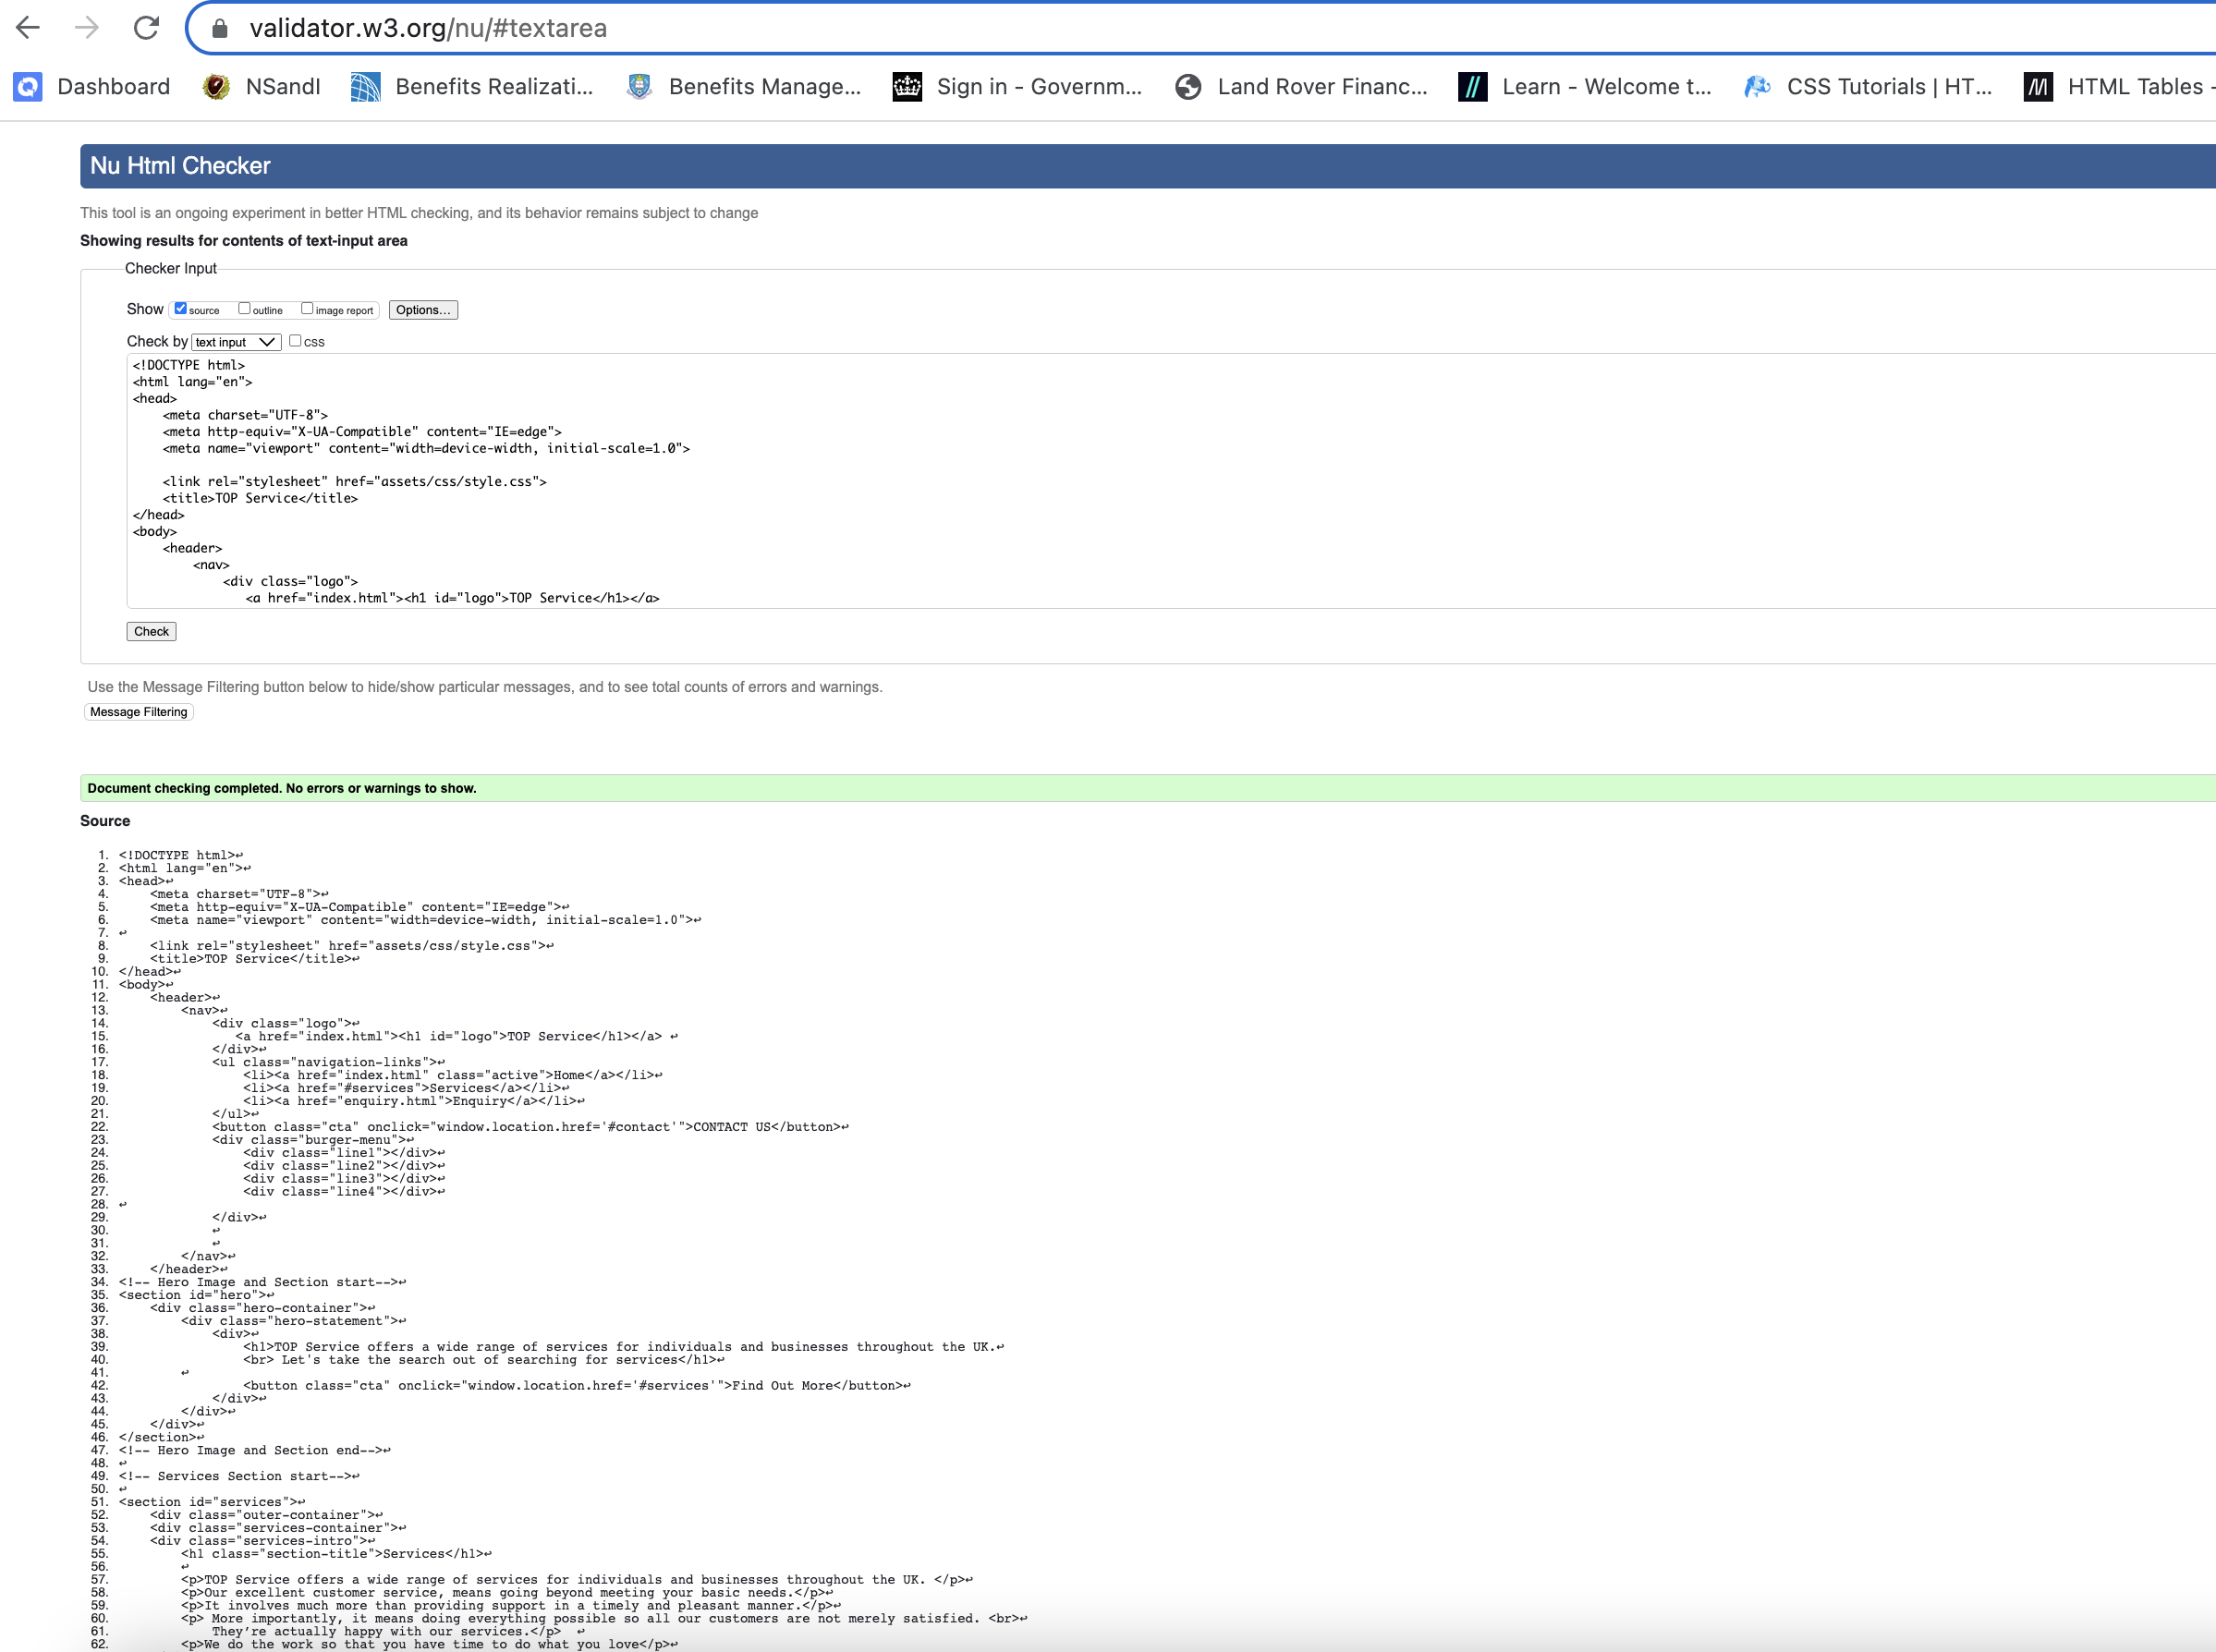 validator.w3.org/nu/#textarea
Dashboard NSandI Benefits Realizati... Benefits Manage... Sign in - Governm... Land Rover Financ... Learn - Welcome t... CSS Tutorials | HT... HTML Tables -
Nu Html Checker
This tool is an ongoing experiment in better HTML checking, and its behavior remains subject to change
Showing results for contents of text-input area
Checker Input
Show source outline image report Options...
Check by text input css
<!DOCTYPE html>
<html lang="en">
<head>
    <meta charset="UTF-8">
    <meta http-equiv="X-UA-Compatible" content="IE=edge">
    <meta name="viewport" content="width=device-width, initial-scale=1.0">
    <link rel="stylesheet" href="assets/css/style.css">
    <title>TOP Service</title>
</head>
<body>
    <header>
        <nav>
            <div class="logo">
               <a href="index.html"><h1 id="logo">TOP Service</h1></a>
Check
Use the Message Filtering button below to hide/show particular messages, and to see total counts of errors and warnings.
Message Filtering
Document checking completed. No errors or warnings to show.
Source
1. <!DOCTYPE html>↩
2. <html lang="en">↩
3. <head>↩
4.     <meta charset="UTF-8">↩
5.     <meta http-equiv="X-UA-Compatible" content="IE=edge">↩
6.     <meta name="viewport" content="width=device-width, initial-scale=1.0">↩
7. ↩
8.     <link rel="stylesheet" href="assets/css/style.css">↩
9.     <title>TOP Service</title>↩
10. </head>↩
11. <body>↩
12.     <header>↩
13.         <nav>↩
14.             <div class="logo">↩
15.                <a href="index.html"><h1 id="logo">TOP Service</h1></a> ↩
16.             </div>↩
17.             <ul class="navigation-links">↩
18.                 <li><a href="index.html" class="active">Home</a></li>↩
19.                 <li><a href="#services">Services</a></li>↩
20.                 <li><a href="enquiry.html">Enquiry</a></li>↩
21.             </ul>↩
22.             <button class="cta" onclick="window.location.href='#contact'">CONTACT US</button>↩
23.             <div class="burger-menu">↩
24.                 <div class="line1"></div>↩
25.                 <div class="line2"></div>↩
26.                 <div class="line3"></div>↩
27.                 <div class="line4"></div>↩
28. ↩
29.             </div>↩
30.             ↩
31.             ↩
32.         </nav>↩
33.     </header>↩
34. <!-- Hero Image and Section start-->↩
35. <section id="hero">↩
36.     <div class="hero-container">↩
37.         <div class="hero-statement">↩
38.             <div>↩
39.                 <h1>TOP Service offers a wide range of services for individuals and businesses throughout the UK.↩
40.                 <br> Let's take the search out of searching for services</h1>↩
41.         ↩
42.                 <button class="cta" onclick="window.location.href='#services'">Find Out More</button>↩
43.             </div>↩
44.         </div>↩
45.     </div>↩
46. </section>↩
47. <!-- Hero Image and Section end-->↩
48. ↩
49. <!-- Services Section start-->↩
50. ↩
51. <section id="services">↩
52.     <div class="outer-container">↩
53.     <div class="services-container">↩
54.     <div class="services-intro">↩
55.         <h1 class="section-title">Services</h1>↩
56.         ↩
57.         <p>TOP Service offers a wide range of services for individuals and businesses throughout the UK. </p>↩
58.         <p>Our excellent customer service, means going beyond meeting your basic needs.</p>↩
59.         <p>It involves much more than providing support in a timely and pleasant manner.</p>↩
60.         <p> More importantly, it means doing everything possible so all our customers are not merely satisfied. <br>↩
61.             They’re actually happy with our services.</p>  ↩
62.         <p>We do the work so that you have time to do what you love</p>↩